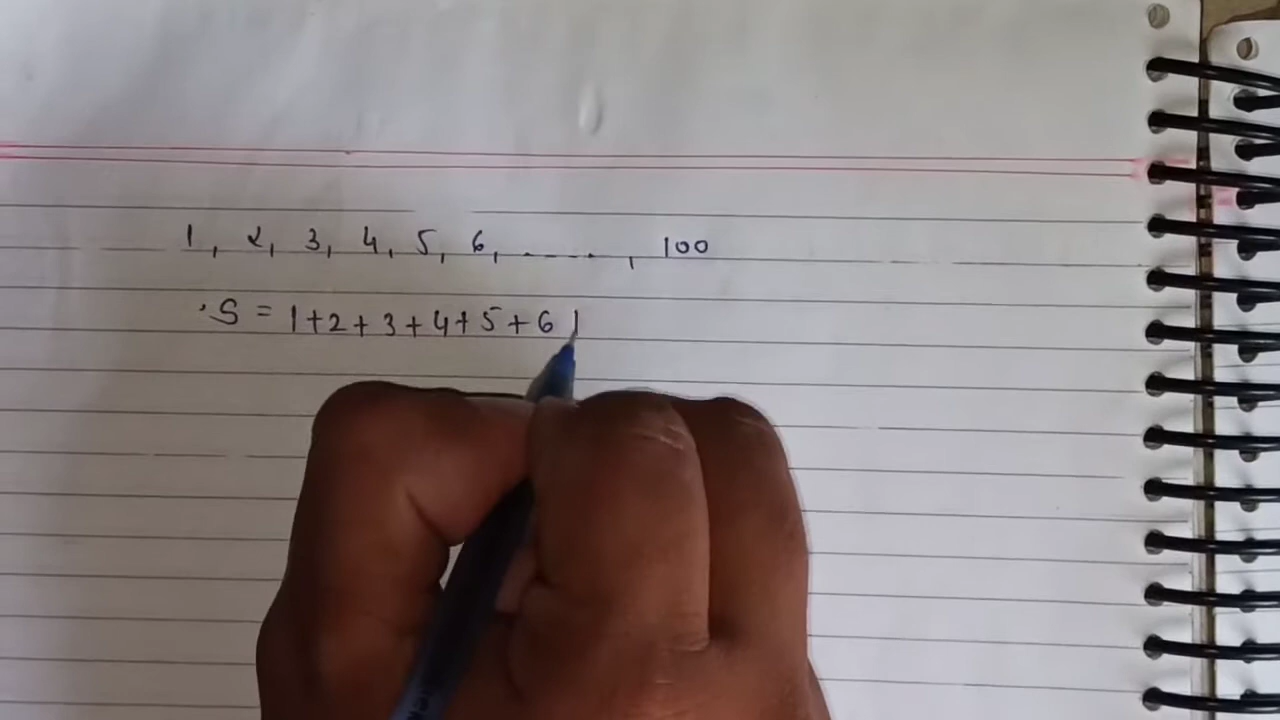 1, 2, 3, 4, 5, 6, ...., 100
S = 1+2+3+4+5+6